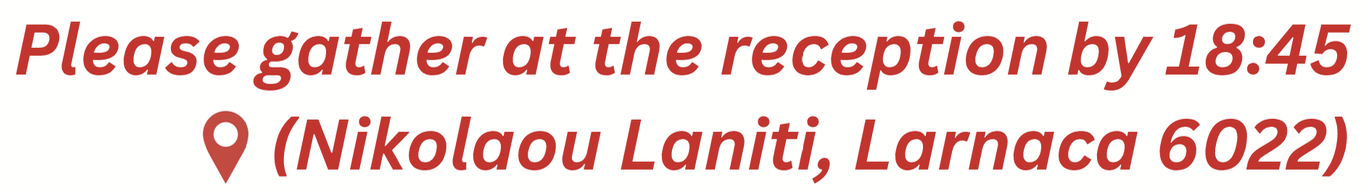 Please gather at the reception by 18:45
(Nikolaou Laniti, Larnaca 6022)